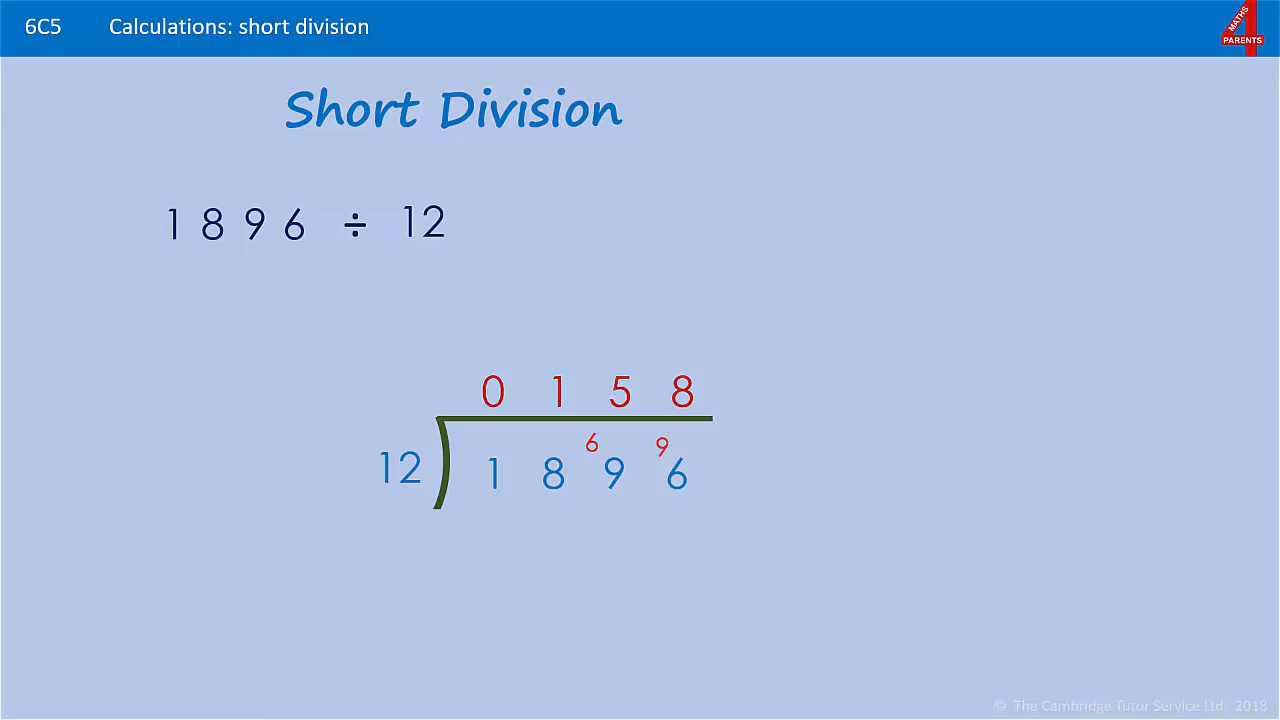 6C5 Calculations: short division
MATHS
4
PARENTS
Short Division
1 8 9 6 ÷ 12
0 1 5 8
6 9
12 1 8 9 6
© The Cambridge Tutor Service Ltd. 2018